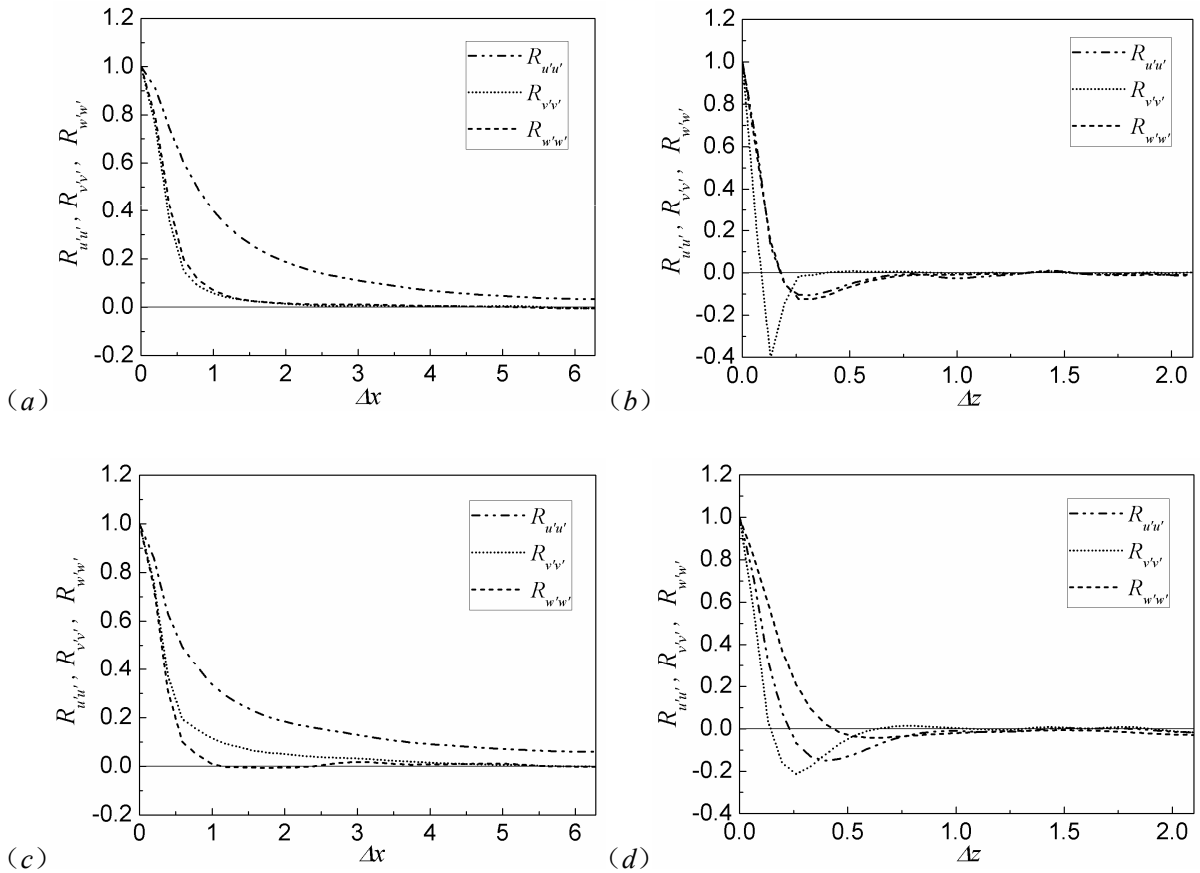 1.2
1.0
0.8
0.6
0.4
0.2
0.0
-0.2
R_{u'u'}, R_{v'v'}, R_{w'w'}
R_{u'u'}
R_{v'v'}
R_{w'w'}
0 1 2 3 4 5 6
Δx
(a)
1.2
1.0
0.8
0.6
0.4
0.2
0.0
-0.2
-0.4
R_{u'u'}, R_{v'v'}, R_{w'w'}
R_{u'u'}
R_{v'v'}
R_{w'w'}
0.0 0.5 1.0 1.5 2.0
Δz
(b)
1.2
1.0
0.8
0.6
0.4
0.2
0.0
-0.2
R_{u'u'}, R_{v'v'}, R_{w'w'}
R_{u'u'}
R_{v'v'}
R_{w'w'}
0 1 2 3 4 5 6
Δx
(c)
1.2
1.0
0.8
0.6
0.4
0.2
0.0
-0.2
-0.4
R_{u'u'}, R_{v'v'}, R_{w'w'}
R_{u'u'}
R_{v'v'}
R_{w'w'}
0.0 0.5 1.0 1.5 2.0
Δz
(d)